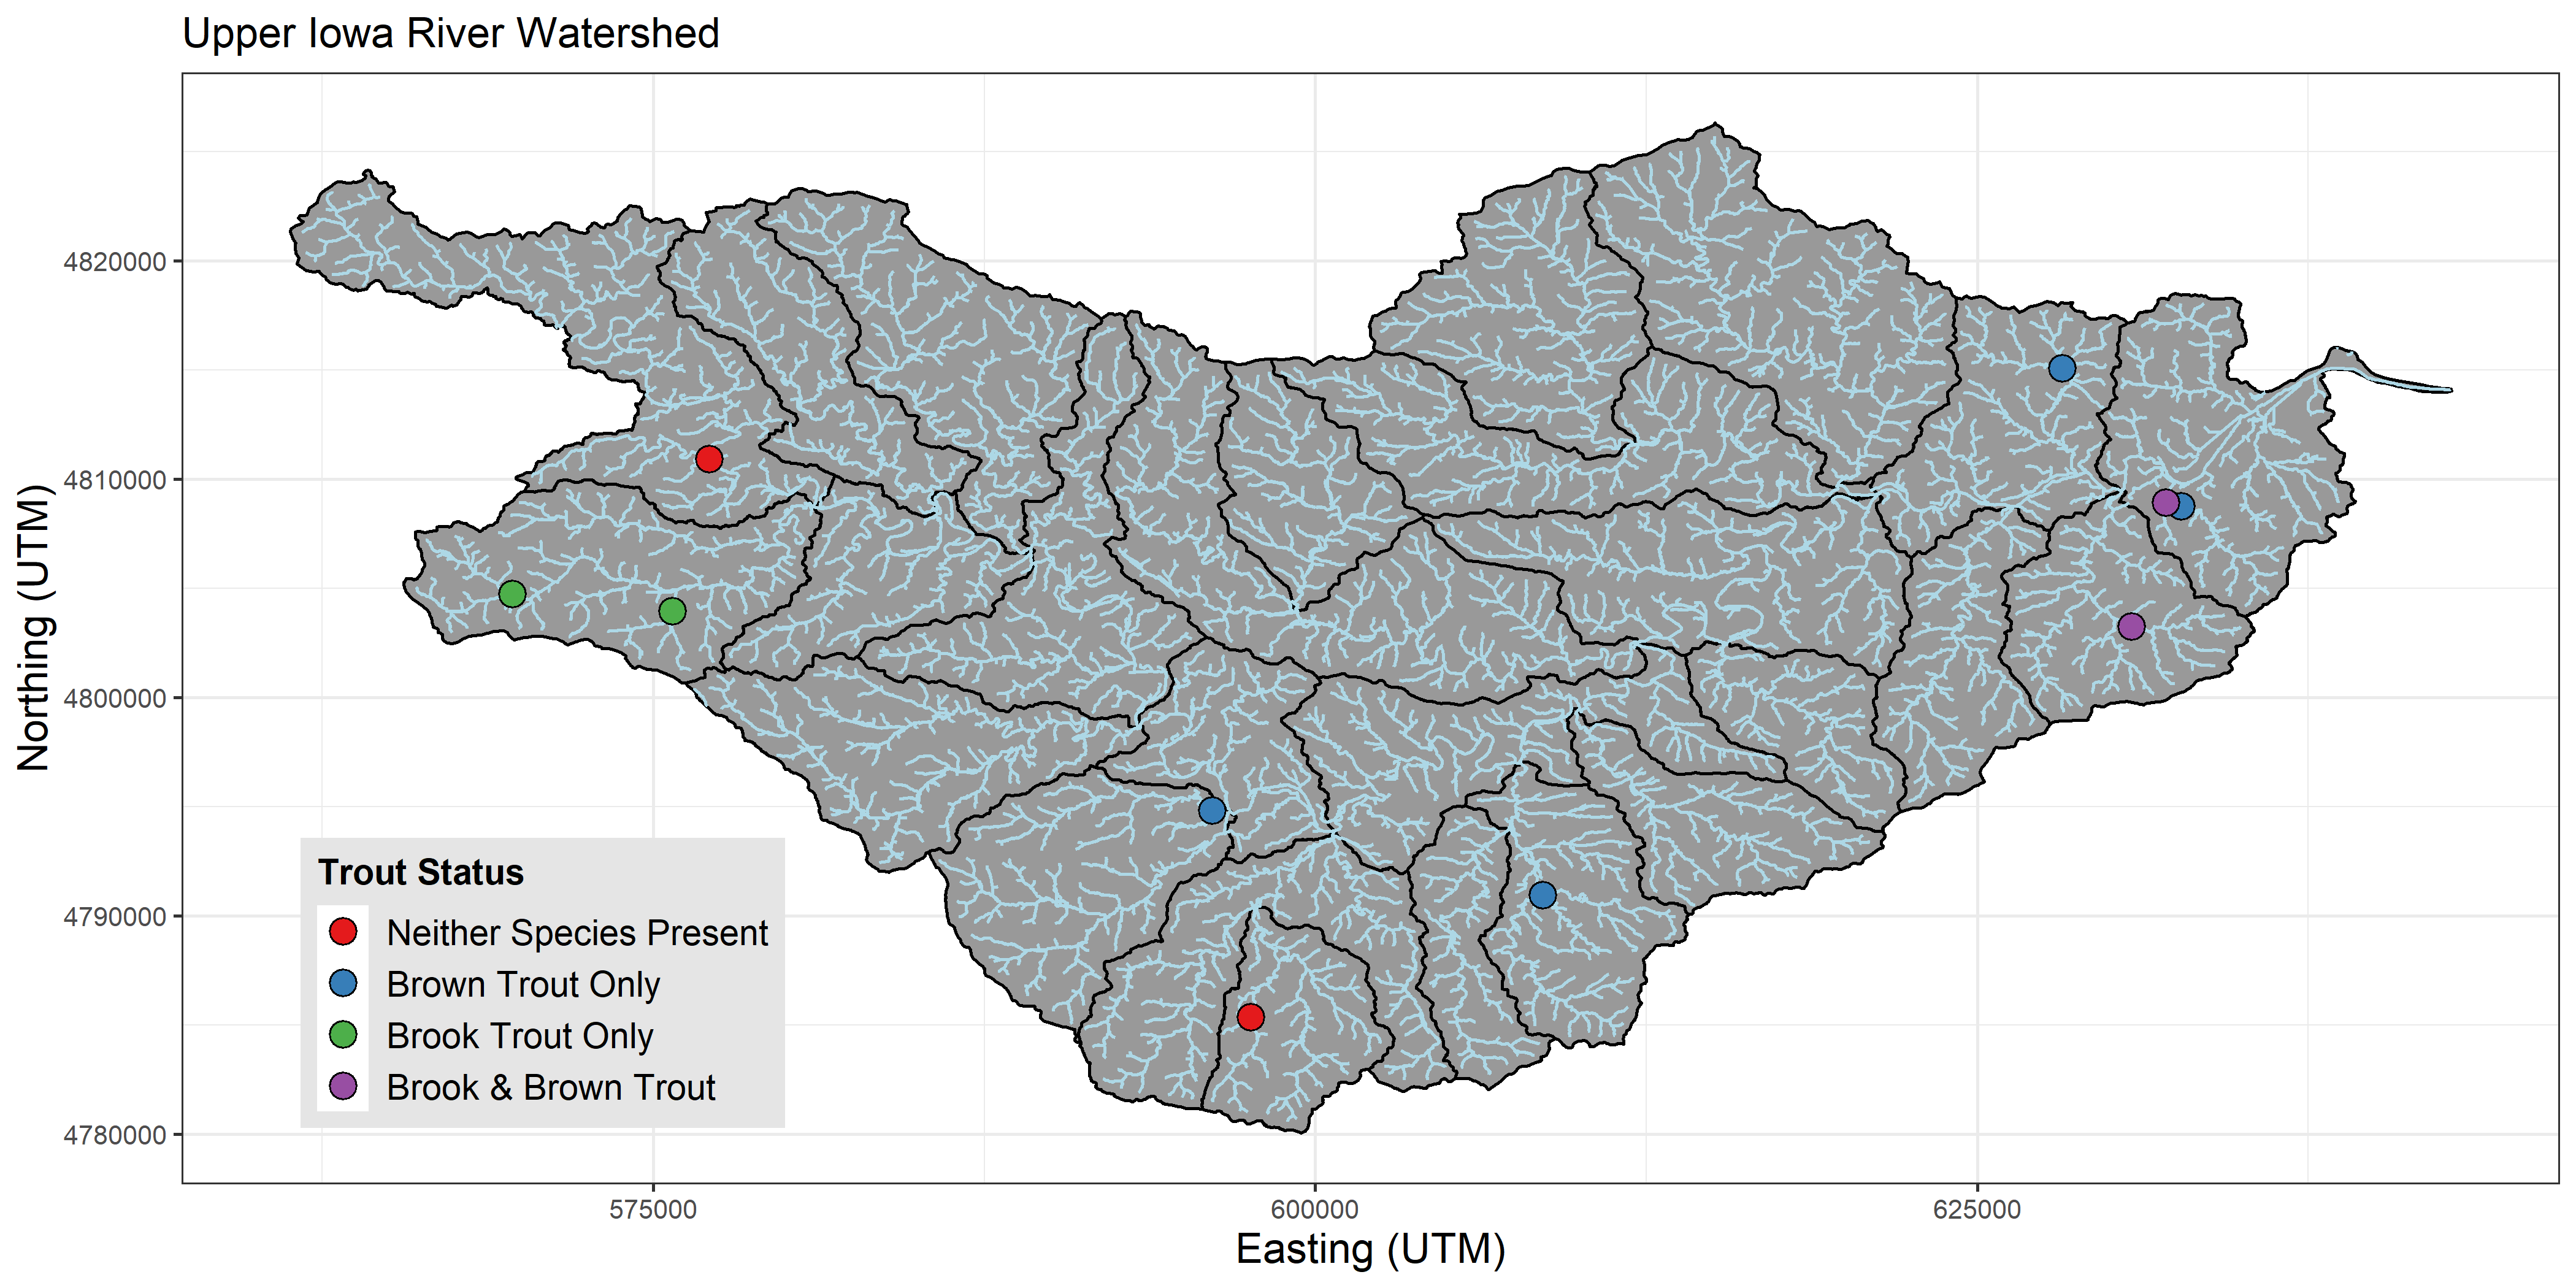 Upper Iowa River Watershed
Northing (UTM)
4820000
4810000
4800000
4790000
4780000
Trout Status
Neither Species Present
Brown Trout Only
Brook Trout Only
Brook & Brown Trout
575000
600000
625000
Easting (UTM)